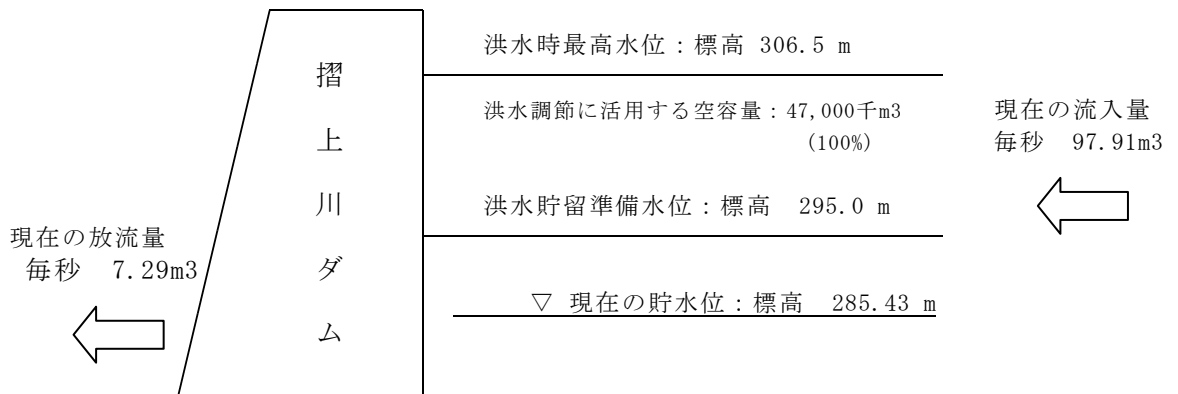 洪水時最高水位：標高 306.5 m
摺上川ダム
洪水調節に活用する空容量：47,000千m3
(100%)
現在の流入量
毎秒 97.91m3
洪水貯留準備水位：標高 295.0 m
現在の放流量
毎秒 7.29m3
▽ 現在の貯水位：標高 285.43 m